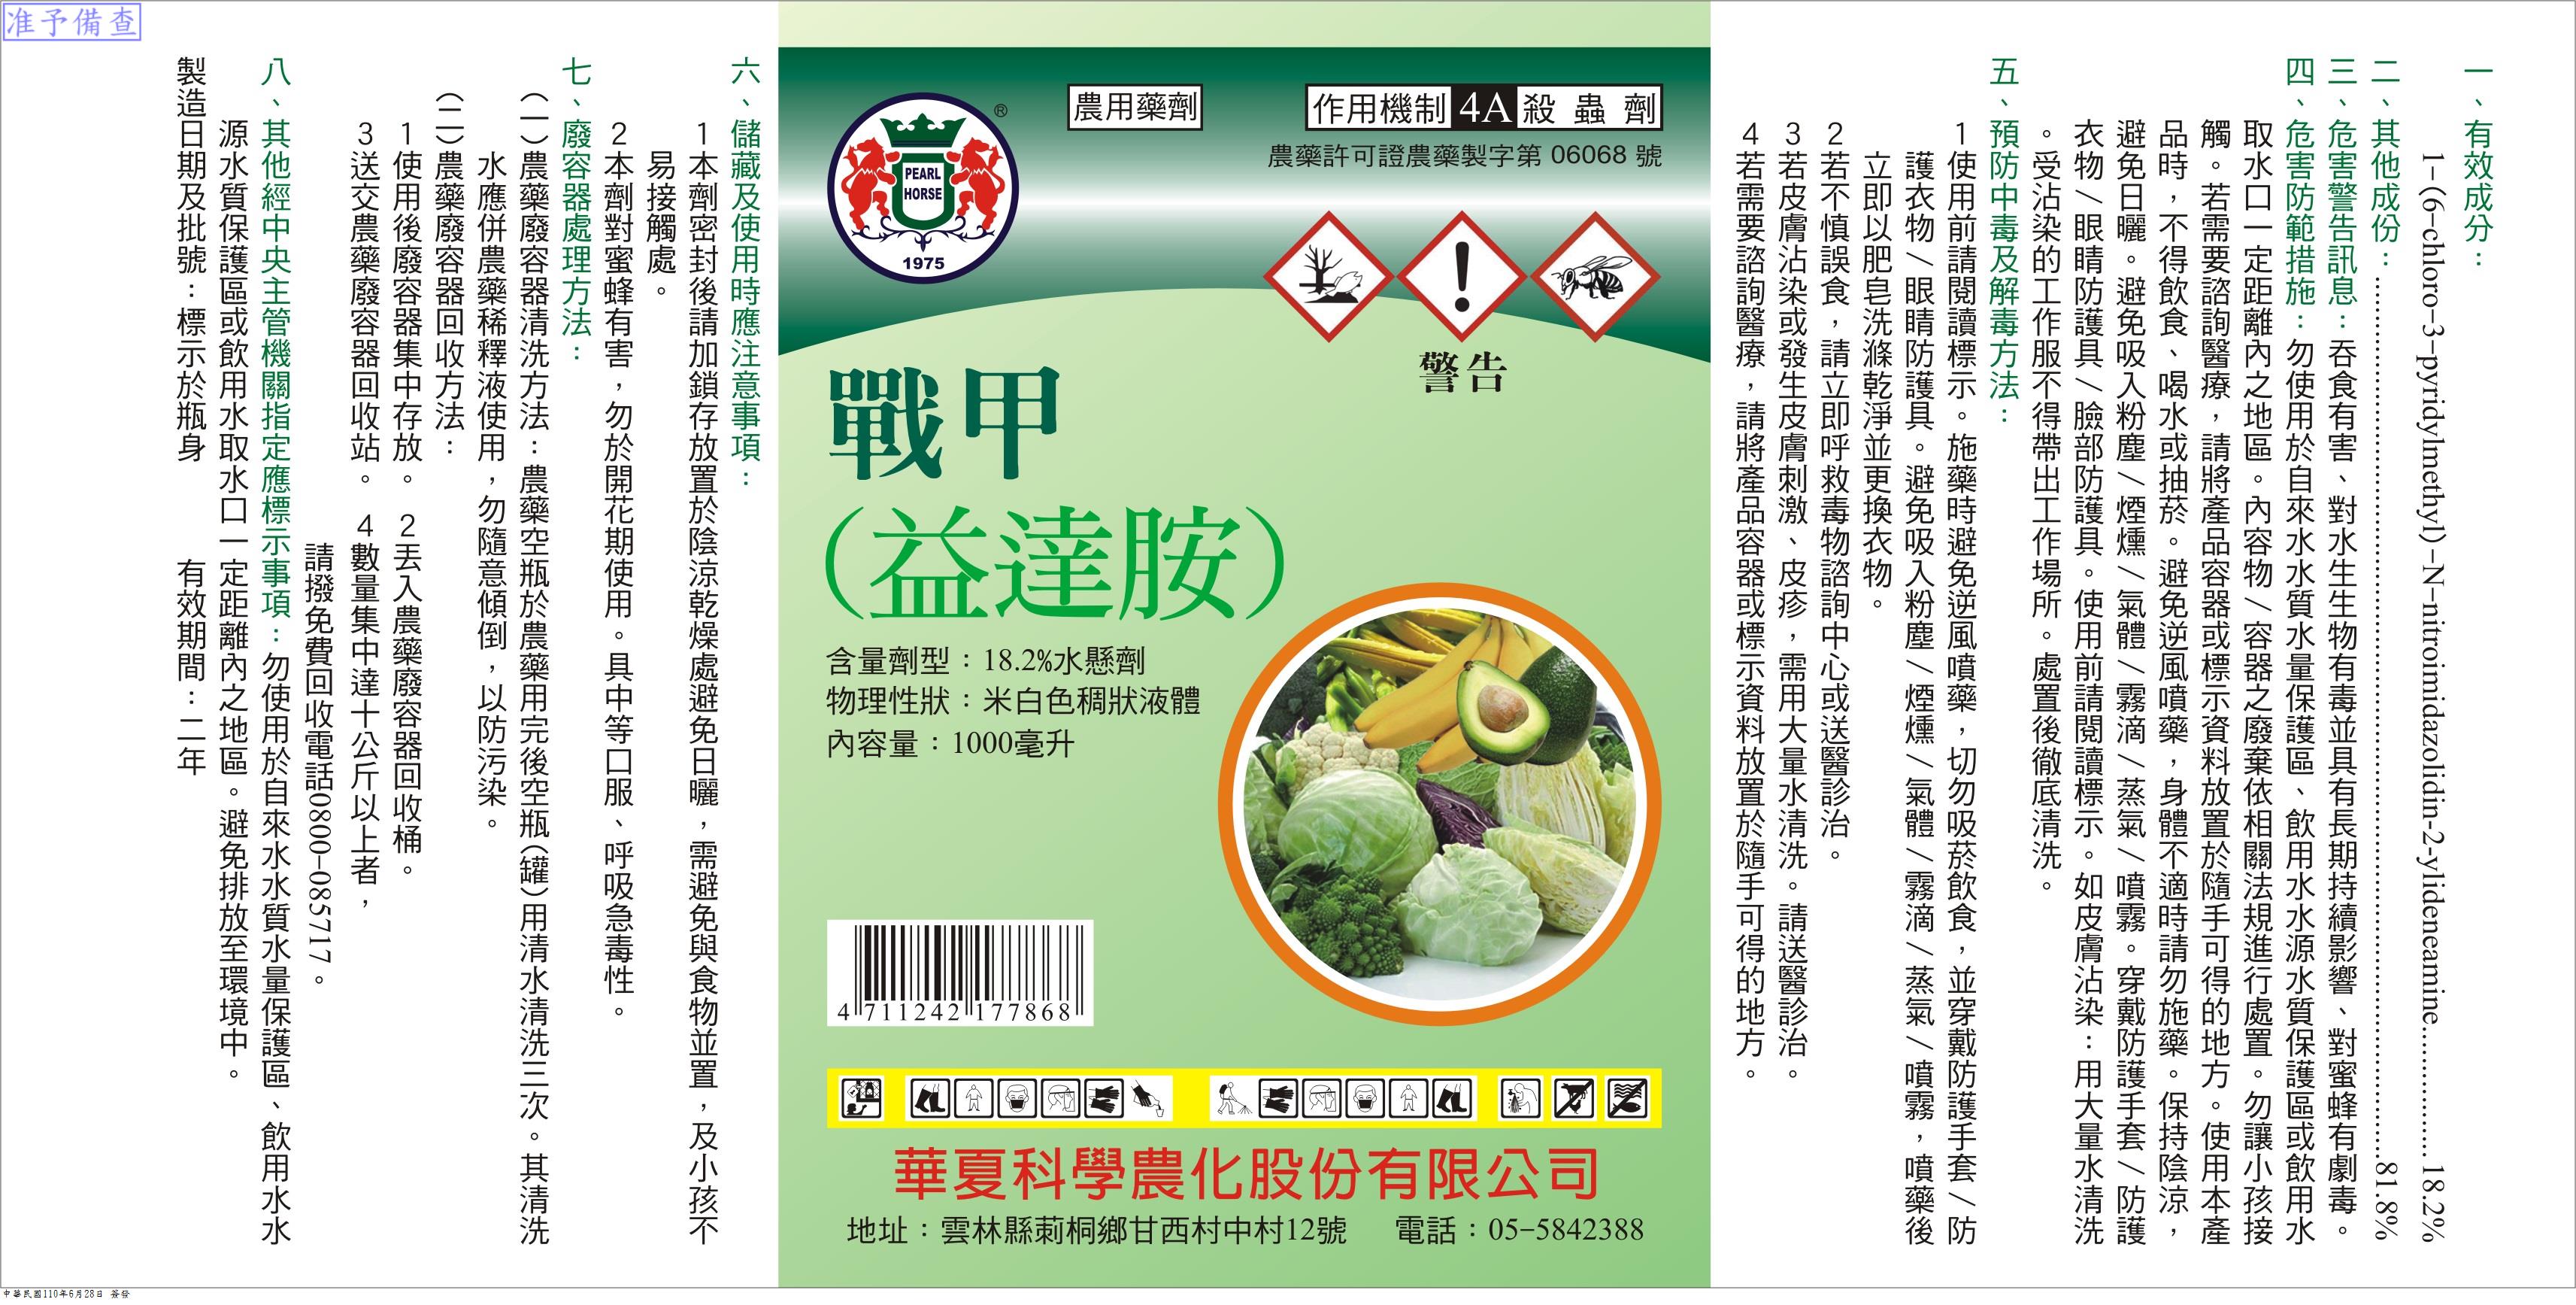 准予備查
一、有效成分：
1-(6-chloro-3-pyridylmethyl)-N-nitroimidazolidin-2-ylideneamine................ 18.2%
二、其他成份：................................................81.8%
三、危害警告訊息：吞食有害、對水生生物有毒並具有長期持續影響、對蜜蜂有劇毒。
四、危害防範措施：勿使用於自來水水質水量保護區、飲用水水源水質保護區或飲用水
取水口一定距離內之地區。內容物／容器之廢棄依相關法規進行處置。勿讓小孩接
觸。若需要諮詢醫療，請將產品容器或標示資料放置於隨手可得的地方。使用本產
品時，不得飲食、喝水或抽菸。避免逆風噴藥，身體不適時請勿施藥。保持陰涼，
避免日曬。避免吸入粉塵／煙燻／氣體／霧滴／蒸氣／噴霧。穿戴防護手套／防護
衣物／眼睛防護具／臉部防護具。使用前請閱讀標示。如皮膚沾染：用大量水清洗
。受沾染的工作服不得帶出工作場所。處置後徹底清洗。
五、預防中毒及解毒方法：
1使用前請閱讀標示。施藥時避免逆風噴藥，切勿吸菸飲食，並穿戴防護手套／防
護衣物／眼睛防護具。避免吸入粉塵／煙燻／氣體／霧滴／蒸氣／噴霧，噴藥後
立即以肥皂洗滌乾淨並更換衣物。
2若不慎誤食，請立即呼救毒物諮詢中心或送醫診治。
3若皮膚沾染或發生皮膚刺激、皮疹，需用大量水清洗。請送醫診治。
4若需要諮詢醫療，請將產品容器或標示資料放置於隨手可得的地方。
農用藥劑
作用機制 4A 殺蟲劑
農藥許可證農藥製字第 06068 號
®
PEARL
HORSE
1975
警告
戰甲
（益達胺）
含量劑型：18.2%水懸劑
物理性狀：米白色稠狀液體
內容量：1000毫升
4 711242 177868
華夏科學農化股份有限公司
地址：雲林縣莿桐鄉甘西村中村12號 電話：05-5842388
六、儲藏及使用時應注意事項：
1本劑密封後請加鎖存放置於陰涼乾燥處避免日曬，需避免與食物並置，及小孩不
易接觸處。
2本劑對蜜蜂有害，勿於開花期使用。具中等口服、呼吸急毒性。
七、廢容器處理方法：
（一）農藥廢容器清洗方法：農藥空瓶於農藥用完後空瓶（罐）用清水清洗三次。其清洗
水應併農藥稀釋液使用，勿隨意傾倒，以防污染。
（二）農藥廢容器回收方法：
1使用後廢容器集中存放。 2丟入農藥廢容器回收桶。
3送交農藥廢容器回收站。 4數量集中達十公斤以上者，
請撥免費回收電話0800-085717。
八、其他經中央主管機關指定應標示事項：勿使用於自來水水質水量保護區、飲用水水
源水質保護區或飲用水取水口一定距離內之地區。避免排放至環境中。
製造日期及批號：標示於瓶身 有效期間：二年
中華民國110年6月28日 簽發